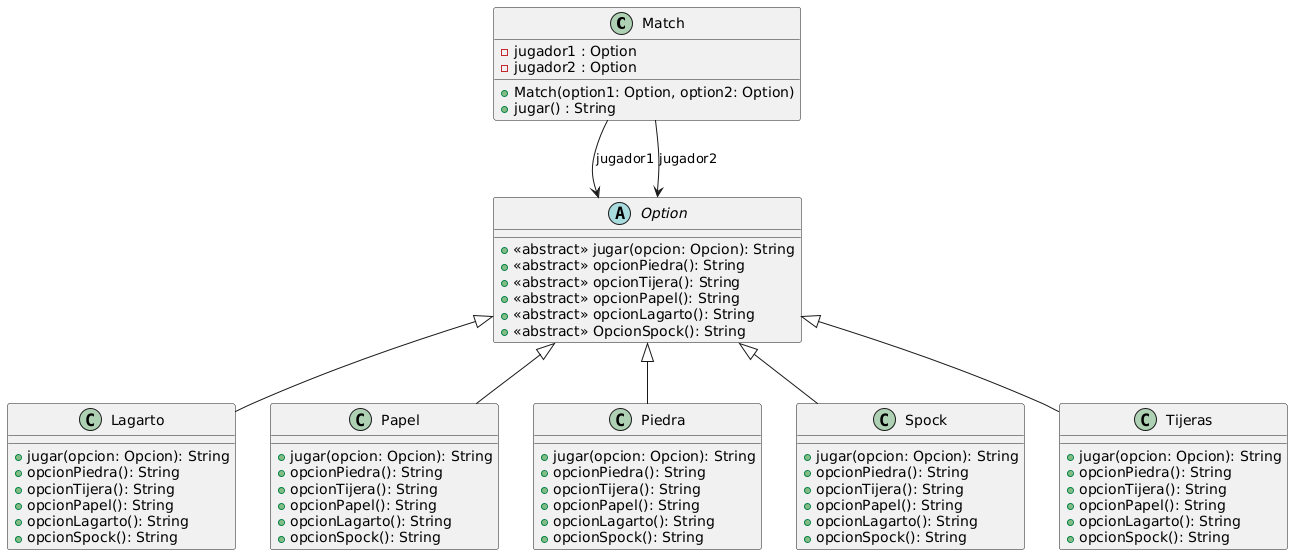 C Match
jugador1 : Option
jugador2 : Option
Match(option1: Option, option2: Option)
jugar() : String
jugador1
jugador2
A Option
«abstract» jugar(opcion: Opcion): String
«abstract» opcionPiedra(): String
«abstract» opcionTijera(): String
«abstract» opcionPapel(): String
«abstract» opcionLagarto(): String
«abstract» OpcionSpock(): String
C Lagarto
jugar(opcion: Opcion): String
opcionPiedra(): String
opcionTijera(): String
opcionPapel(): String
opcionLagarto(): String
opcionSpock(): String
C Papel
jugar(opcion: Opcion): String
opcionPiedra(): String
opcionTijera(): String
opcionPapel(): String
opcionLagarto(): String
opcionSpock(): String
C Piedra
jugar(opcion: Opcion): String
opcionPiedra(): String
opcionTijera(): String
opcionPapel(): String
opcionLagarto(): String
opcionSpock(): String
C Spock
jugar(opcion: Opcion): String
opcionPiedra(): String
opcionTijera(): String
opcionPapel(): String
opcionLagarto(): String
opcionSpock(): String
C Tijeras
jugar(opcion: Opcion): String
opcionPiedra(): String
opcionTijera(): String
opcionPapel(): String
opcionLagarto(): String
opcionSpock(): String